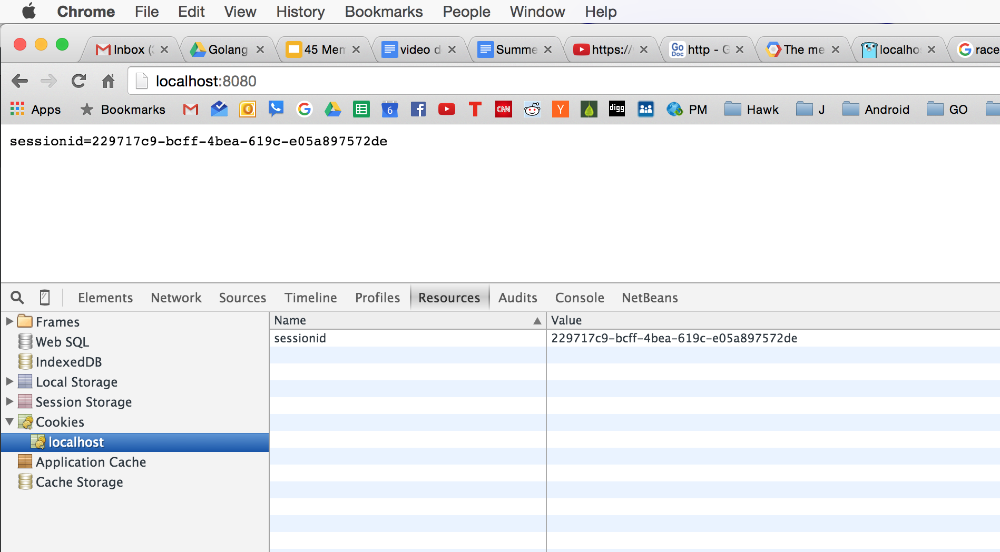 Chrome File Edit View History Bookmarks People Window Help
Inbox ( Golang 45 Mem video d Summe https:// http - G The me localho race
localhost:8080
Apps Bookmarks 6 T CNN Y digg PM Hawk J Android GO
sessionid=229717c9-bcff-4bea-619c-e05a897572de
Elements Network Sources Timeline Profiles Resources Audits Console NetBeans
Frames Name Value
Web SQL sessionid 229717c9-bcff-4bea-619c-e05a897572de
IndexedDB
Local Storage
Session Storage
Cookies
localhost
Application Cache
Cache Storage